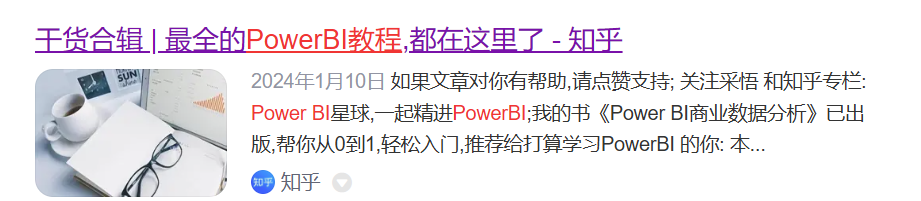 干货合辑 | 最全的PowerBI教程,都在这里了 - 知乎
2024年1月10日 如果文章对你有帮助,请点赞支持; 关注采悟 和知乎专栏:
Power BI星球,一起精进PowerBI;我的书《Power BI商业数据分析》已出
版,帮你从0到1,轻松入门,推荐给打算学习PowerBI 的你: 本...
SUN
知乎 知乎